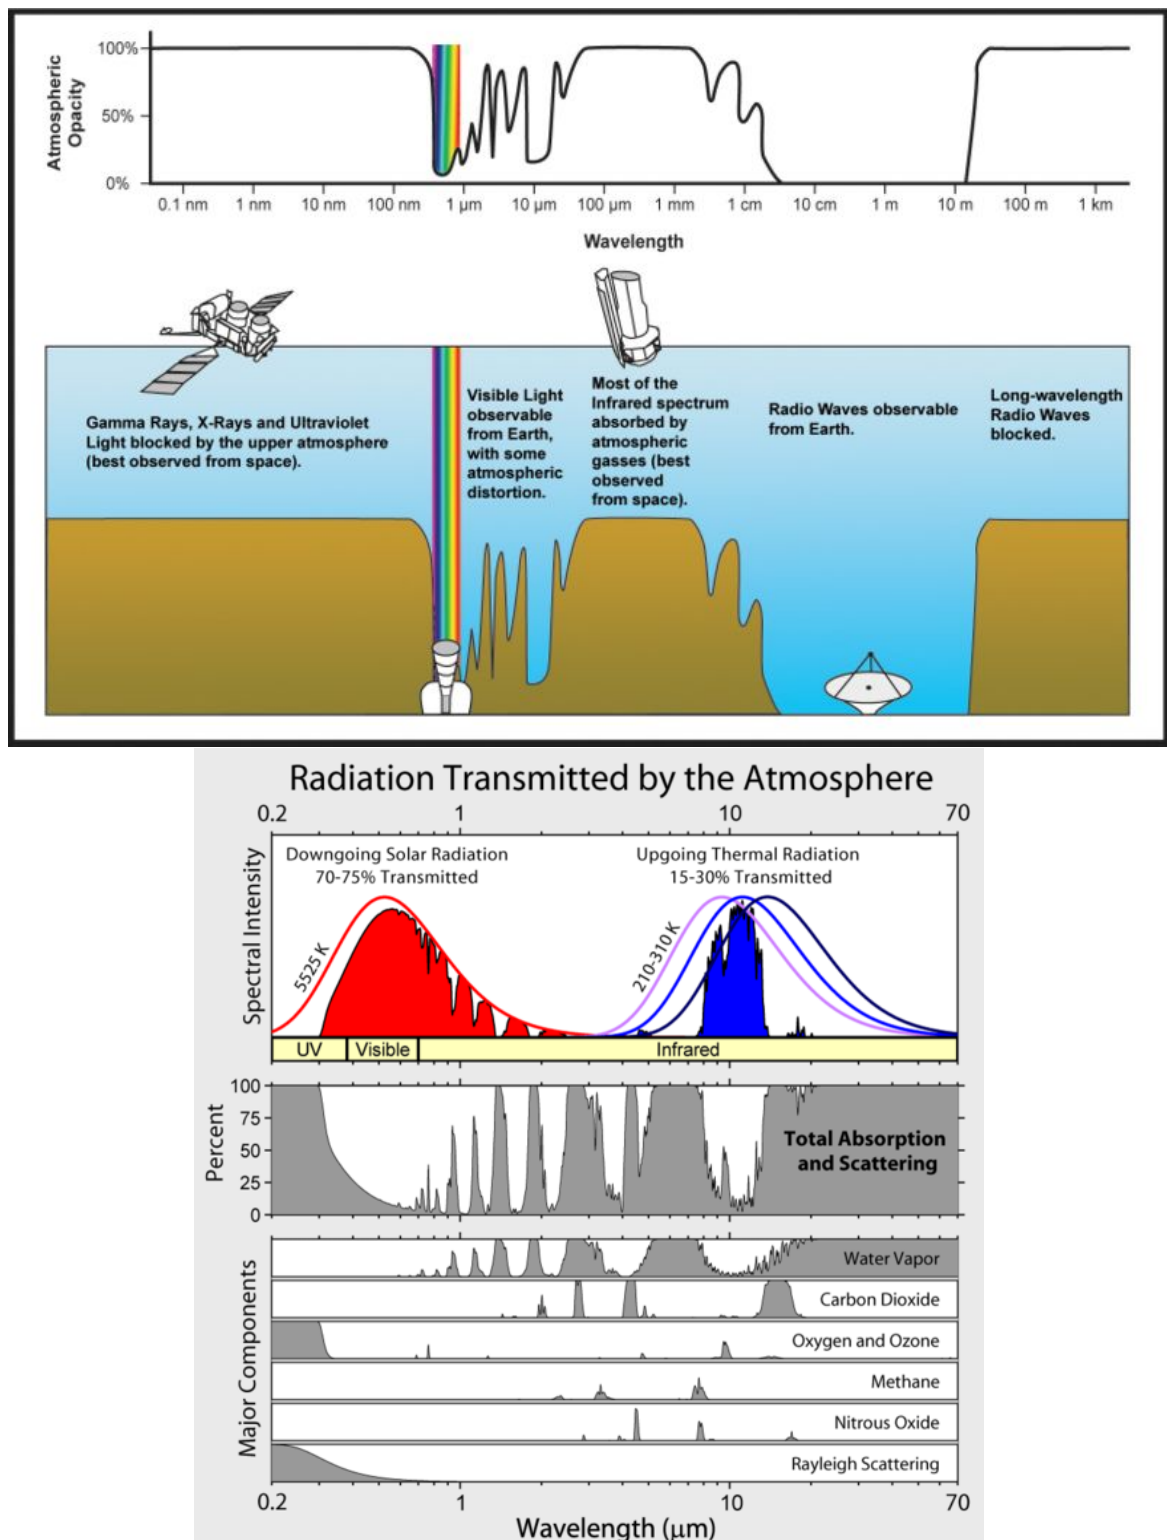 Atmospheric
Opacity
100%
50%
0%
0.1 nm
1 nm
10 nm
100 nm
1 μm
10 μm
100 μm
1 mm
1 cm
10 cm
1 m
10 m
100 m
1 km
Wavelength
Gamma Rays, X-Rays and Ultraviolet
Light blocked by the upper atmosphere
(best observed from space).
Visible Light
observable
from Earth,
with some
atmospheric
distortion.
Most of the
Infrared spectrum
absorbed by
atmospheric
gasses (best
observed
from space).
Radio Waves observable
from Earth.
Long-wavelength
Radio Waves
blocked.
Radiation Transmitted by the Atmosphere
0.2
1
10
70
Spectral Intensity
Downgoing Solar Radiation
70-75% Transmitted
Upgoing Thermal Radiation
15-30% Transmitted
5525 K
210-310 K
UV
Visible
Infrared
Percent
100
75
50
25
0
Total Absorption
and Scattering
Major Components
Water Vapor
Carbon Dioxide
Oxygen and Ozone
Methane
Nitrous Oxide
Rayleigh Scattering
0.2
1
10
70
Wavelength (μm)